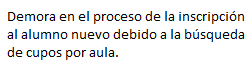 Demora en el proceso de la inscripción
al alumno nuevo debido a la búsqueda
de cupos por aula.